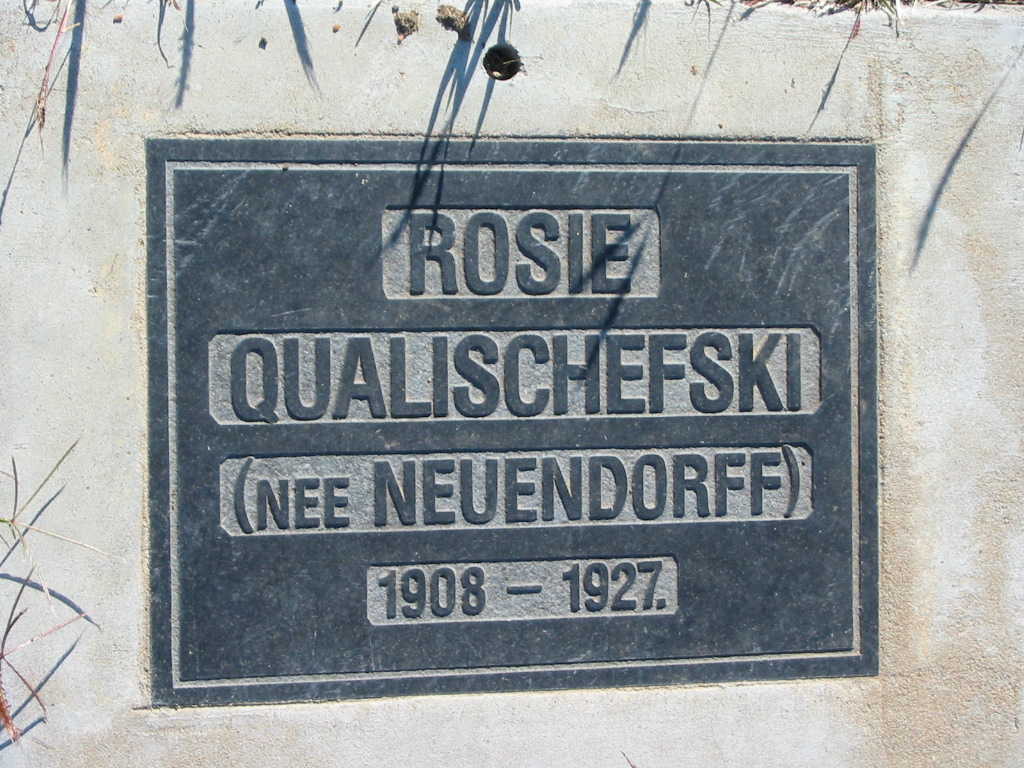 ROSIE
QUALISCHEFSKI
(NEE NEUENDORFF)
1908 – 1927.